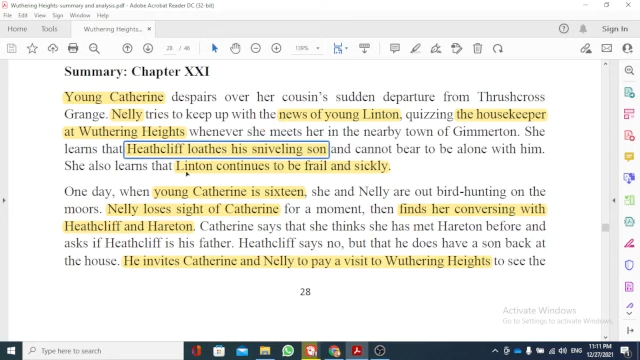 Wuthering Heights-summary and analysis.pdf - Adobe Acrobat Reader DC (32-bit)
File Edit View Sign Window Help
Home Tools Wuthering Heights-... ×
28 / 46 139%
Summary: Chapter XXI
Young Catherine despairs over her cousin's sudden departure from Thrushcross
Grange. Nelly tries to keep up with the news of young Linton, quizzing the housekeeper
at Wuthering Heights whenever she meets her in the nearby town of Gimmerton. She
learns that Heathcliff loathes his sniveling son and cannot bear to be alone with him.
She also learns that Linton continues to be frail and sickly.
One day, when young Catherine is sixteen, she and Nelly are out bird-hunting on the
moors. Nelly loses sight of Catherine for a moment, then finds her conversing with
Heathcliff and Hareton. Catherine says that she thinks she has met Hareton before and
asks if Heathcliff is his father. Heathcliff says no, but that he does have a son back at
the house. He invites Catherine and Nelly to pay a visit to Wuthering Heights to see the
28
Activate Windows
Go to Settings to activate Windows.
ENG
11:11 PM
12/27/2021